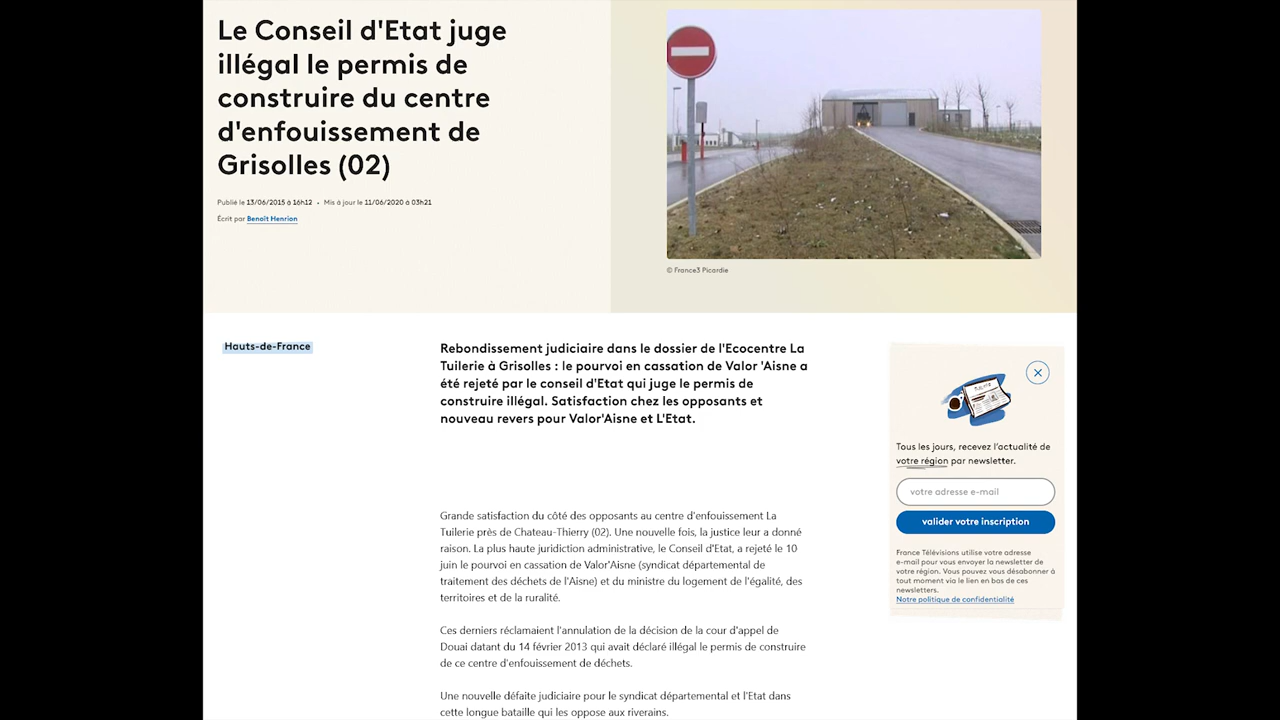 Le Conseil d'Etat juge
illégal le permis de
construire du centre
d'enfouissement de
Grisolles (02)
Publié le 13/06/2015 à 16h12 • Mis à jour le 11/06/2020 à 03h21
Écrit par Benoît Henrion
© France3 Picardie
Hauts-de-France
Rebondissement judiciaire dans le dossier de l'Ecocentre La
Tuilerie à Grisolles : le pourvoi en cassation de Valor 'Aisne a
été rejeté par le conseil d'Etat qui juge le permis de
construire illégal. Satisfaction chez les opposants et
nouveau revers pour Valor'Aisne et L'Etat.
Grande satisfaction du côté des opposants au centre d'enfouissement La
Tuilerie près de Chateau-Thierry (02). Une nouvelle fois, la justice leur a donné
raison. La plus haute juridiction administrative, le Conseil d'Etat, a rejeté le 10
juin le pourvoi en cassation de Valor'Aisne (syndicat départemental de
traitement des déchets de l'Aisne) et du ministre du logement de l'égalité, des
territoires et de la ruralité.
Ces derniers réclamaient l'annulation de la décision de la cour d'appel de
Douai datant du 14 février 2013 qui avait déclaré illégal le permis de construire
de ce centre d'enfouissement de déchets.
Une nouvelle défaite judiciaire pour le syndicat départemental et l'Etat dans
cette longue bataille qui les oppose aux riverains.
Tous les jours, recevez l'actualité de
votre région par newsletter.
votre adresse e-mail
valider votre inscription
France Télévisions utilise votre adresse
e-mail pour vous envoyer la newsletter de
votre région. Vous pouvez vous désabonner à
tout moment via le lien en bas de ces
newsletters.
Notre politique de confidentialité